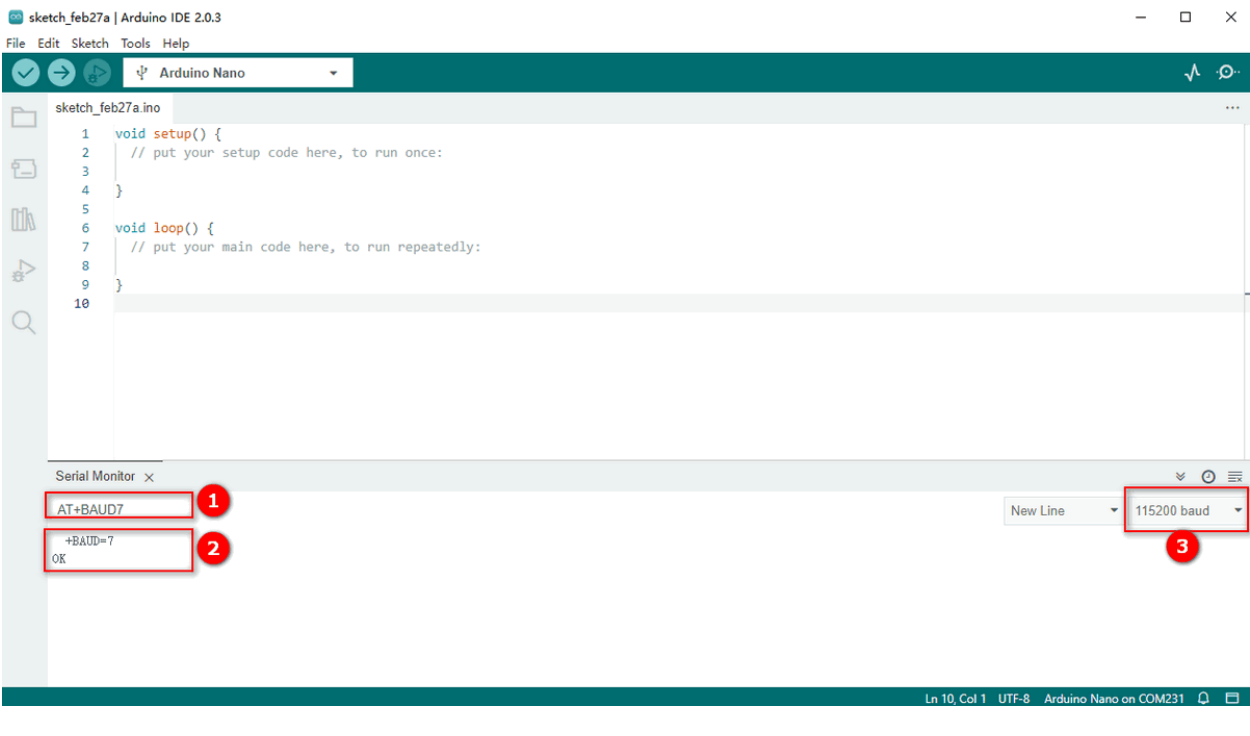 sketch_feb27a | Arduino IDE 2.0.3
File Edit Sketch Tools Help
Arduino Nano
sketch_feb27a.ino
1 void setup() {
2 // put your setup code here, to run once:
3
4 }
5
6 void loop() {
7 // put your main code here, to run repeatedly:
8
9 }
10
Serial Monitor
AT+BAUD7
1
New Line
115200 baud
+BAUD=7
OK
2
3
Ln 10, Col 1 UTF-8 Arduino Nano on COM231